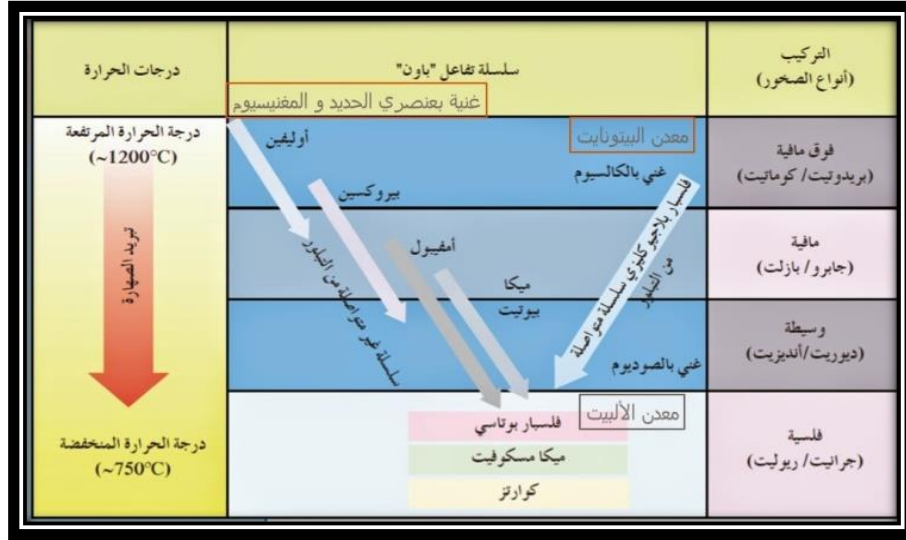 التركيب
(أنواع الصخور)
سلسلة تفاعل "باون"
درجات الحرارة
غنية بعنصري الحديد و المغنيسيوم
فوق مافية
(بريدوتيت/ كوماتيت)
معدن البيتونايت
غني بالكالسيوم
أوليفين
بيروكسين
درجة الحرارة المرتفعة
(~1200°C)
مافية
(جابرو/ بازلت)
فلسبار بلاجيوكليزي سلسلة متواصلة
من التبلور
أمفيبول
ميكا
بيوتيت
سلسلة غير متواصلة من التبلور
تبريد الصهارة
وسيطة
(ديوريت/أنديزيت)
غني بالصوديوم
فلسية
(جرانيت/ ريوليت)
معدن الألبيت
فلسبار بوتاسي
ميكا مسكوفيت
كوارتز
درجة الحرارة المنخفضة
(~750°C)